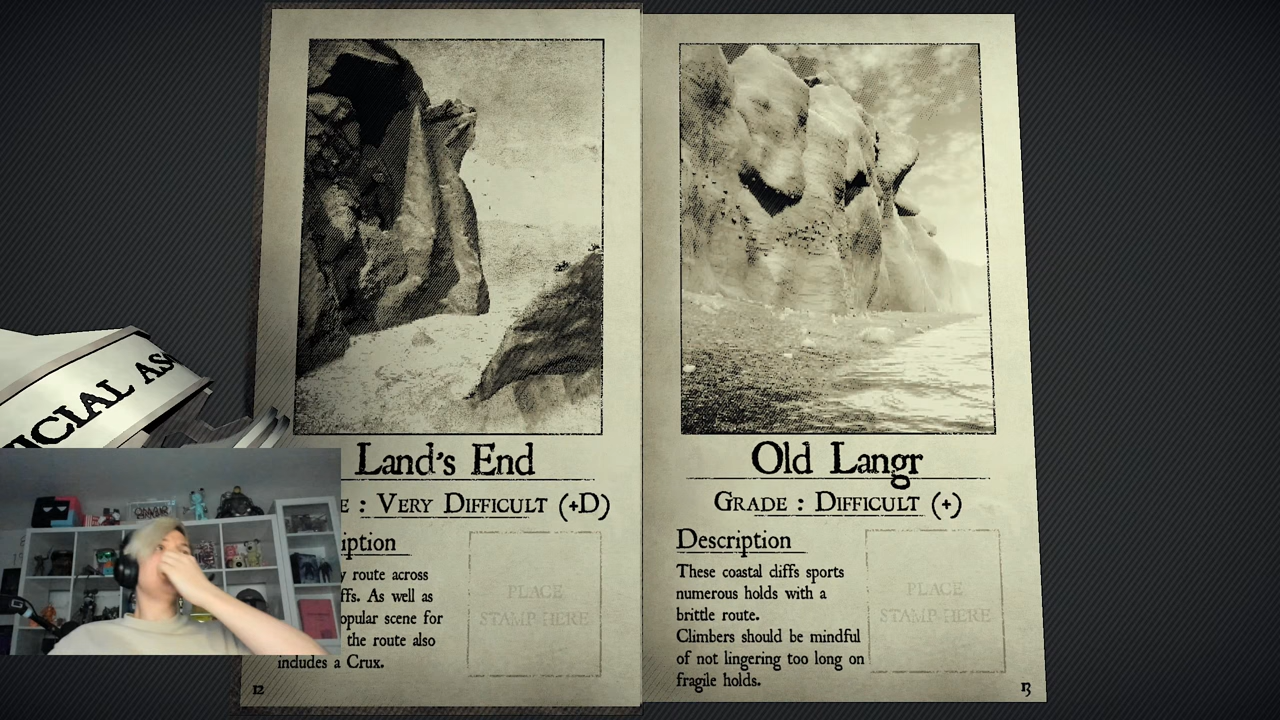 ICIAL ASSO
Land's End
E : VERY DIFFICULT (+D)
iption
y route across
ffs. As well as
opular scene for
the route also
includes a Crux.
PLACE
STAMP HERE
12
Old Langr
GRADE : DIFFICULT (+)
Description
These coastal cliffs sports
numerous holds with a
brittle route.
Climbers should be mindful
of not lingering too long on
fragile holds.
PLACE
STAMP HERE
13